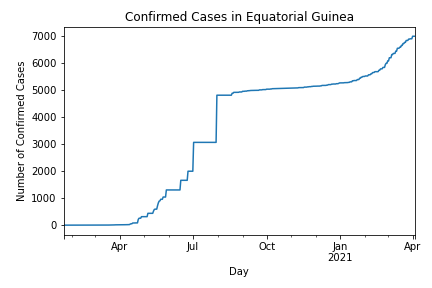 Confirmed Cases in Equatorial Guinea
Number of Confirmed Cases
7000
6000
5000
4000
3000
2000
1000
0
Apr
Jul
Oct
Jan
2021
Apr
Day